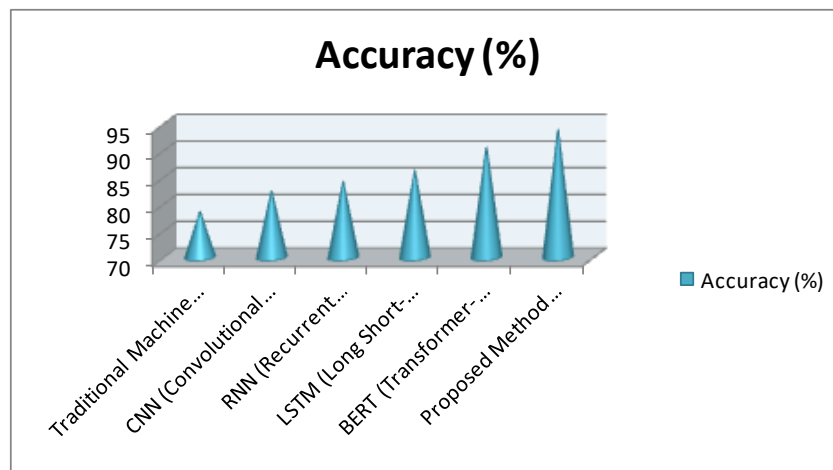 Accuracy (%)
95
90
85
80
75
70
Traditional Machine...
CNN (Convolutional...
RNN (Recurrent...
LSTM (Long Short-...
BERT (Transformer-...
Proposed Method...
Accuracy (%)